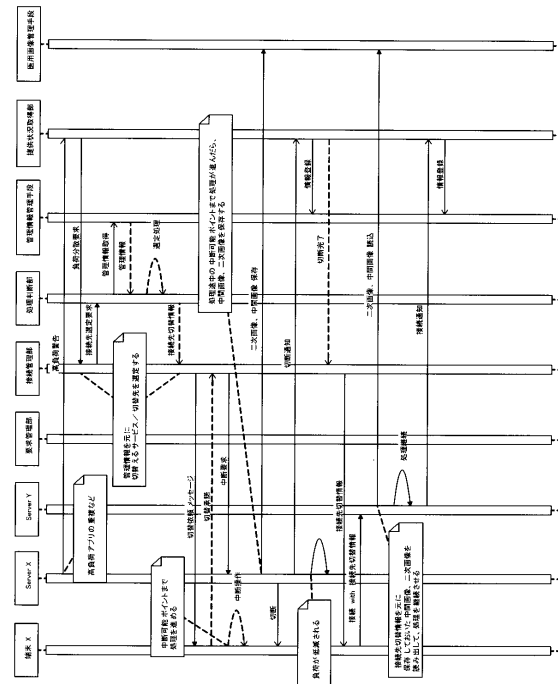 端末 X
Server X
Server Y
要求管理部
接続管理部
処理判断部
管理情報管理手段
提供状況取得部
医用画像管理手段
高負荷警告
高負荷アプリの重複など
負荷分散要求
接続先選定要求
管理情報取得
管理情報
選定処理
接続先切替情報
管理情報を元に
切替えるサービス/切替先を選定する
切替依頼メッセージ
切替承諾
中断要求
中断可能ポイントまで
処理を進める
中断操作
処理途中の中断可能ポイントまで処理が進んだら、
中間画像、二次画像を保存する
二次画像、中間画像 保存
切断
切断通知
情報登録
切断完了
負荷が低減される
接続先切替情報
接続 with 接続先切替情報
二次画像、中間画像 読込
接続先切替情報を元に
保存しておいた中間画像、二次画像を
読み出して、処理を継続させる
処理継続
接続通知
情報登録